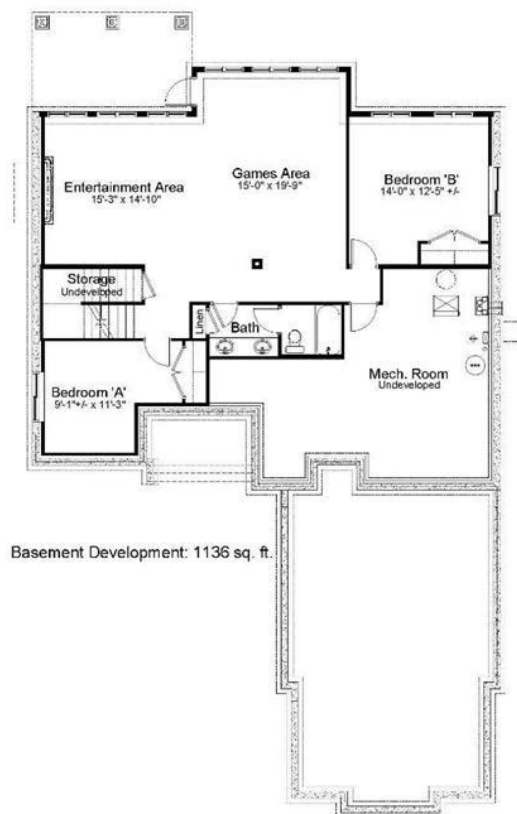 Games Area
15'-0" x 19'-9"
Bedroom 'B'
14'-0" x 12'-5" +/-
Entertainment Area
15'-3" x 14'-10"
Storage
Undeveloped
Linen
Bath
Mech. Room
Undeveloped
Bedroom 'A'
9'-1"+/- x 11'-3"
Basement Development: 1136 sq. ft.